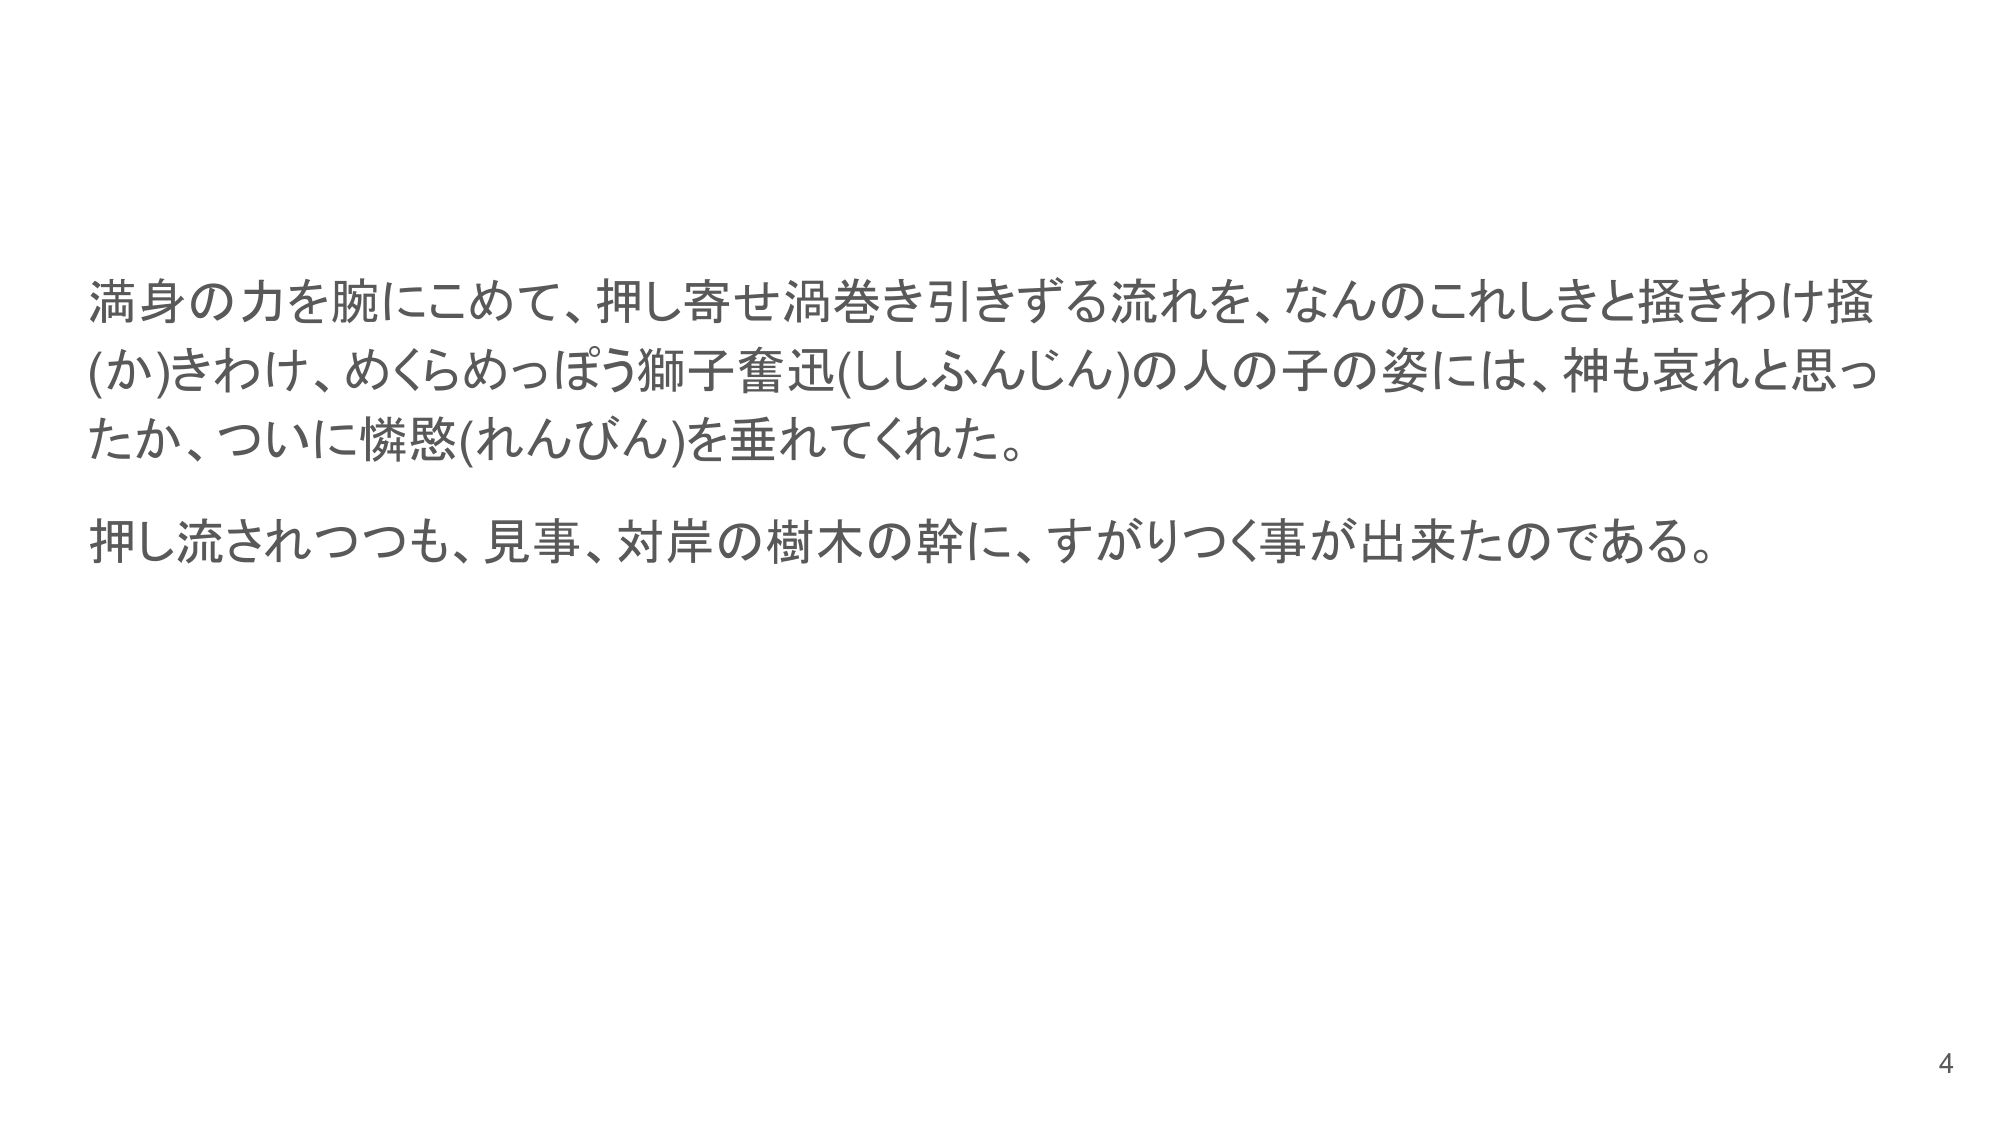 満身の力を腕にこめて、押し寄せ渦巻き引きずる流れを、なんのこれしきと掻きわけ掻
(か)きわけ、めくらめっぽう獅子奮迅(ししふんじん)の人の子の姿には、神も哀れと思っ
たか、ついに憐愍(れんびん)を垂れてくれた。
押し流されつつも、見事、対岸の樹木の幹に、すがりつく事が出来たのである。
4